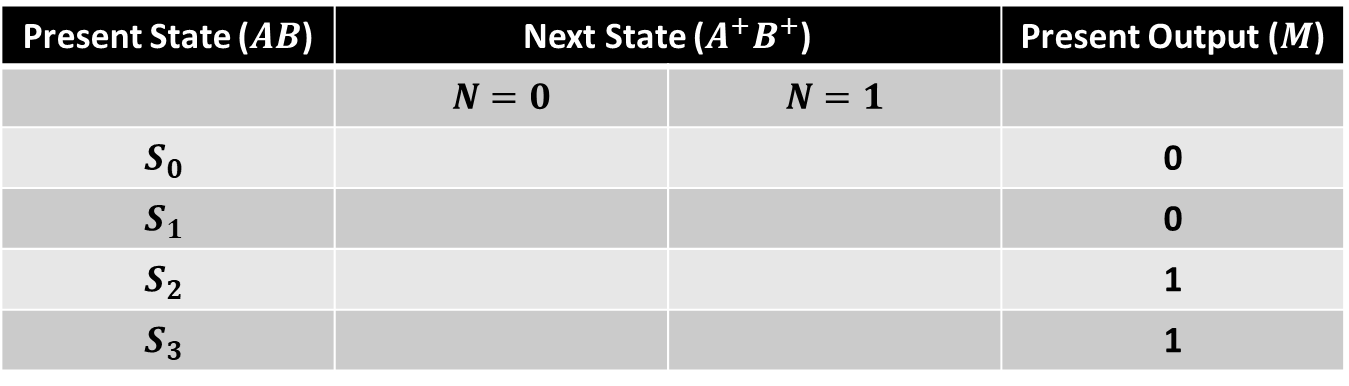 Present State (AB) Next State (A⁺B⁺) Present Output (M)
N = 0 N = 1
S₀ 0
S₁ 0
S₂ 1
S₃ 1